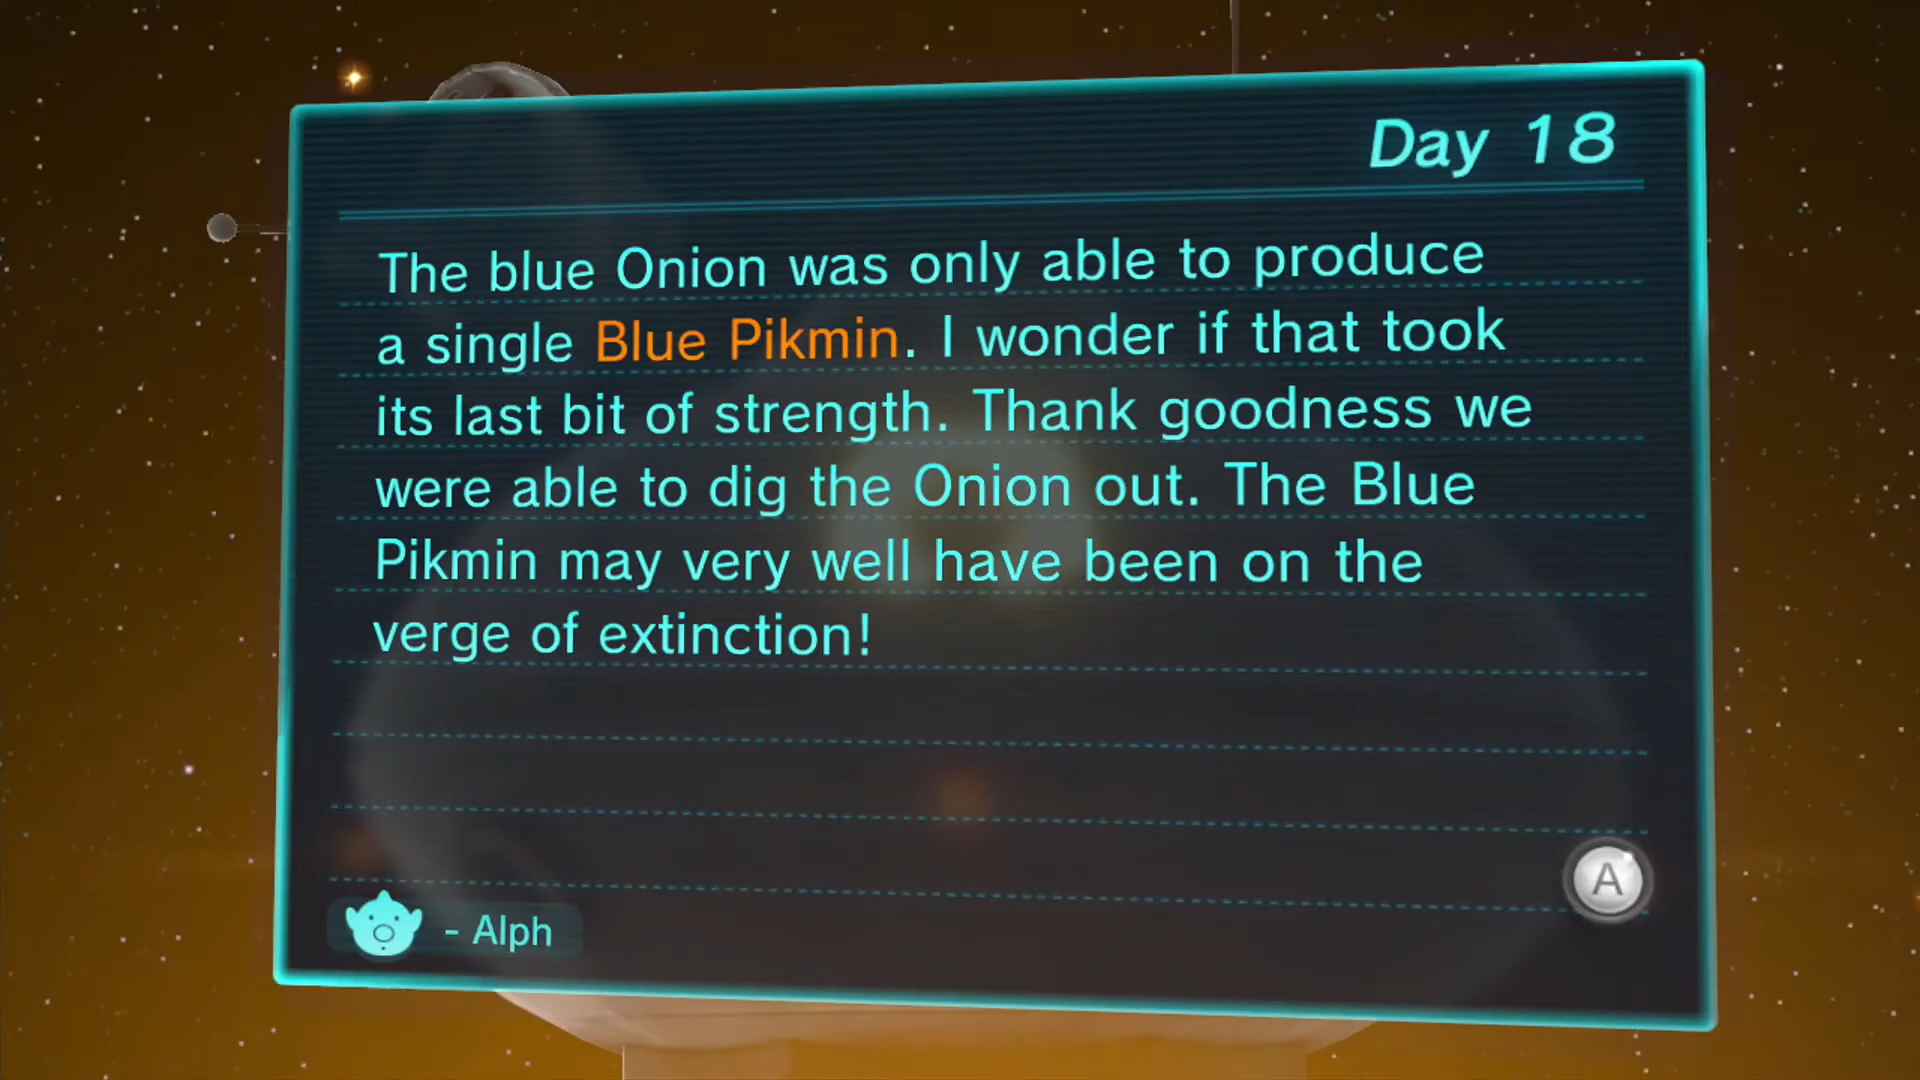 Day 18
The blue Onion was only able to produce
a single Blue Pikmin. I wonder if that took
its last bit of strength. Thank goodness we
were able to dig the Onion out. The Blue
Pikmin may very well have been on the
verge of extinction!
A
- Alph